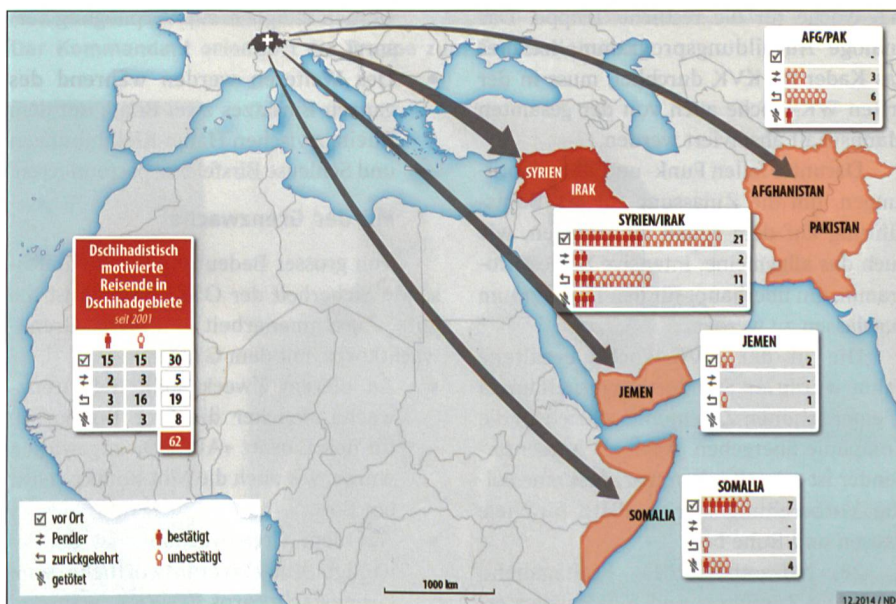 AFG/PAK
-
3
6
1
SYRIEN
IRAK
AFGHANISTAN
PAKISTAN
SYRIEN/IRAK
21
2
11
3
Dschihadistisch
motivierte
Reisende in
Dschihadgebiete
seit 2001
15 15 30
2 3 5
3 16 19
5 3 8
62
JEMEN
JEMEN
2
-
1
-
SOMALIA
SOMALIA
7
-
1
4
vor Ort
Pendler bestätigt
zurückgekehrt unbestätigt
getötet
1000 km
12.2014 /